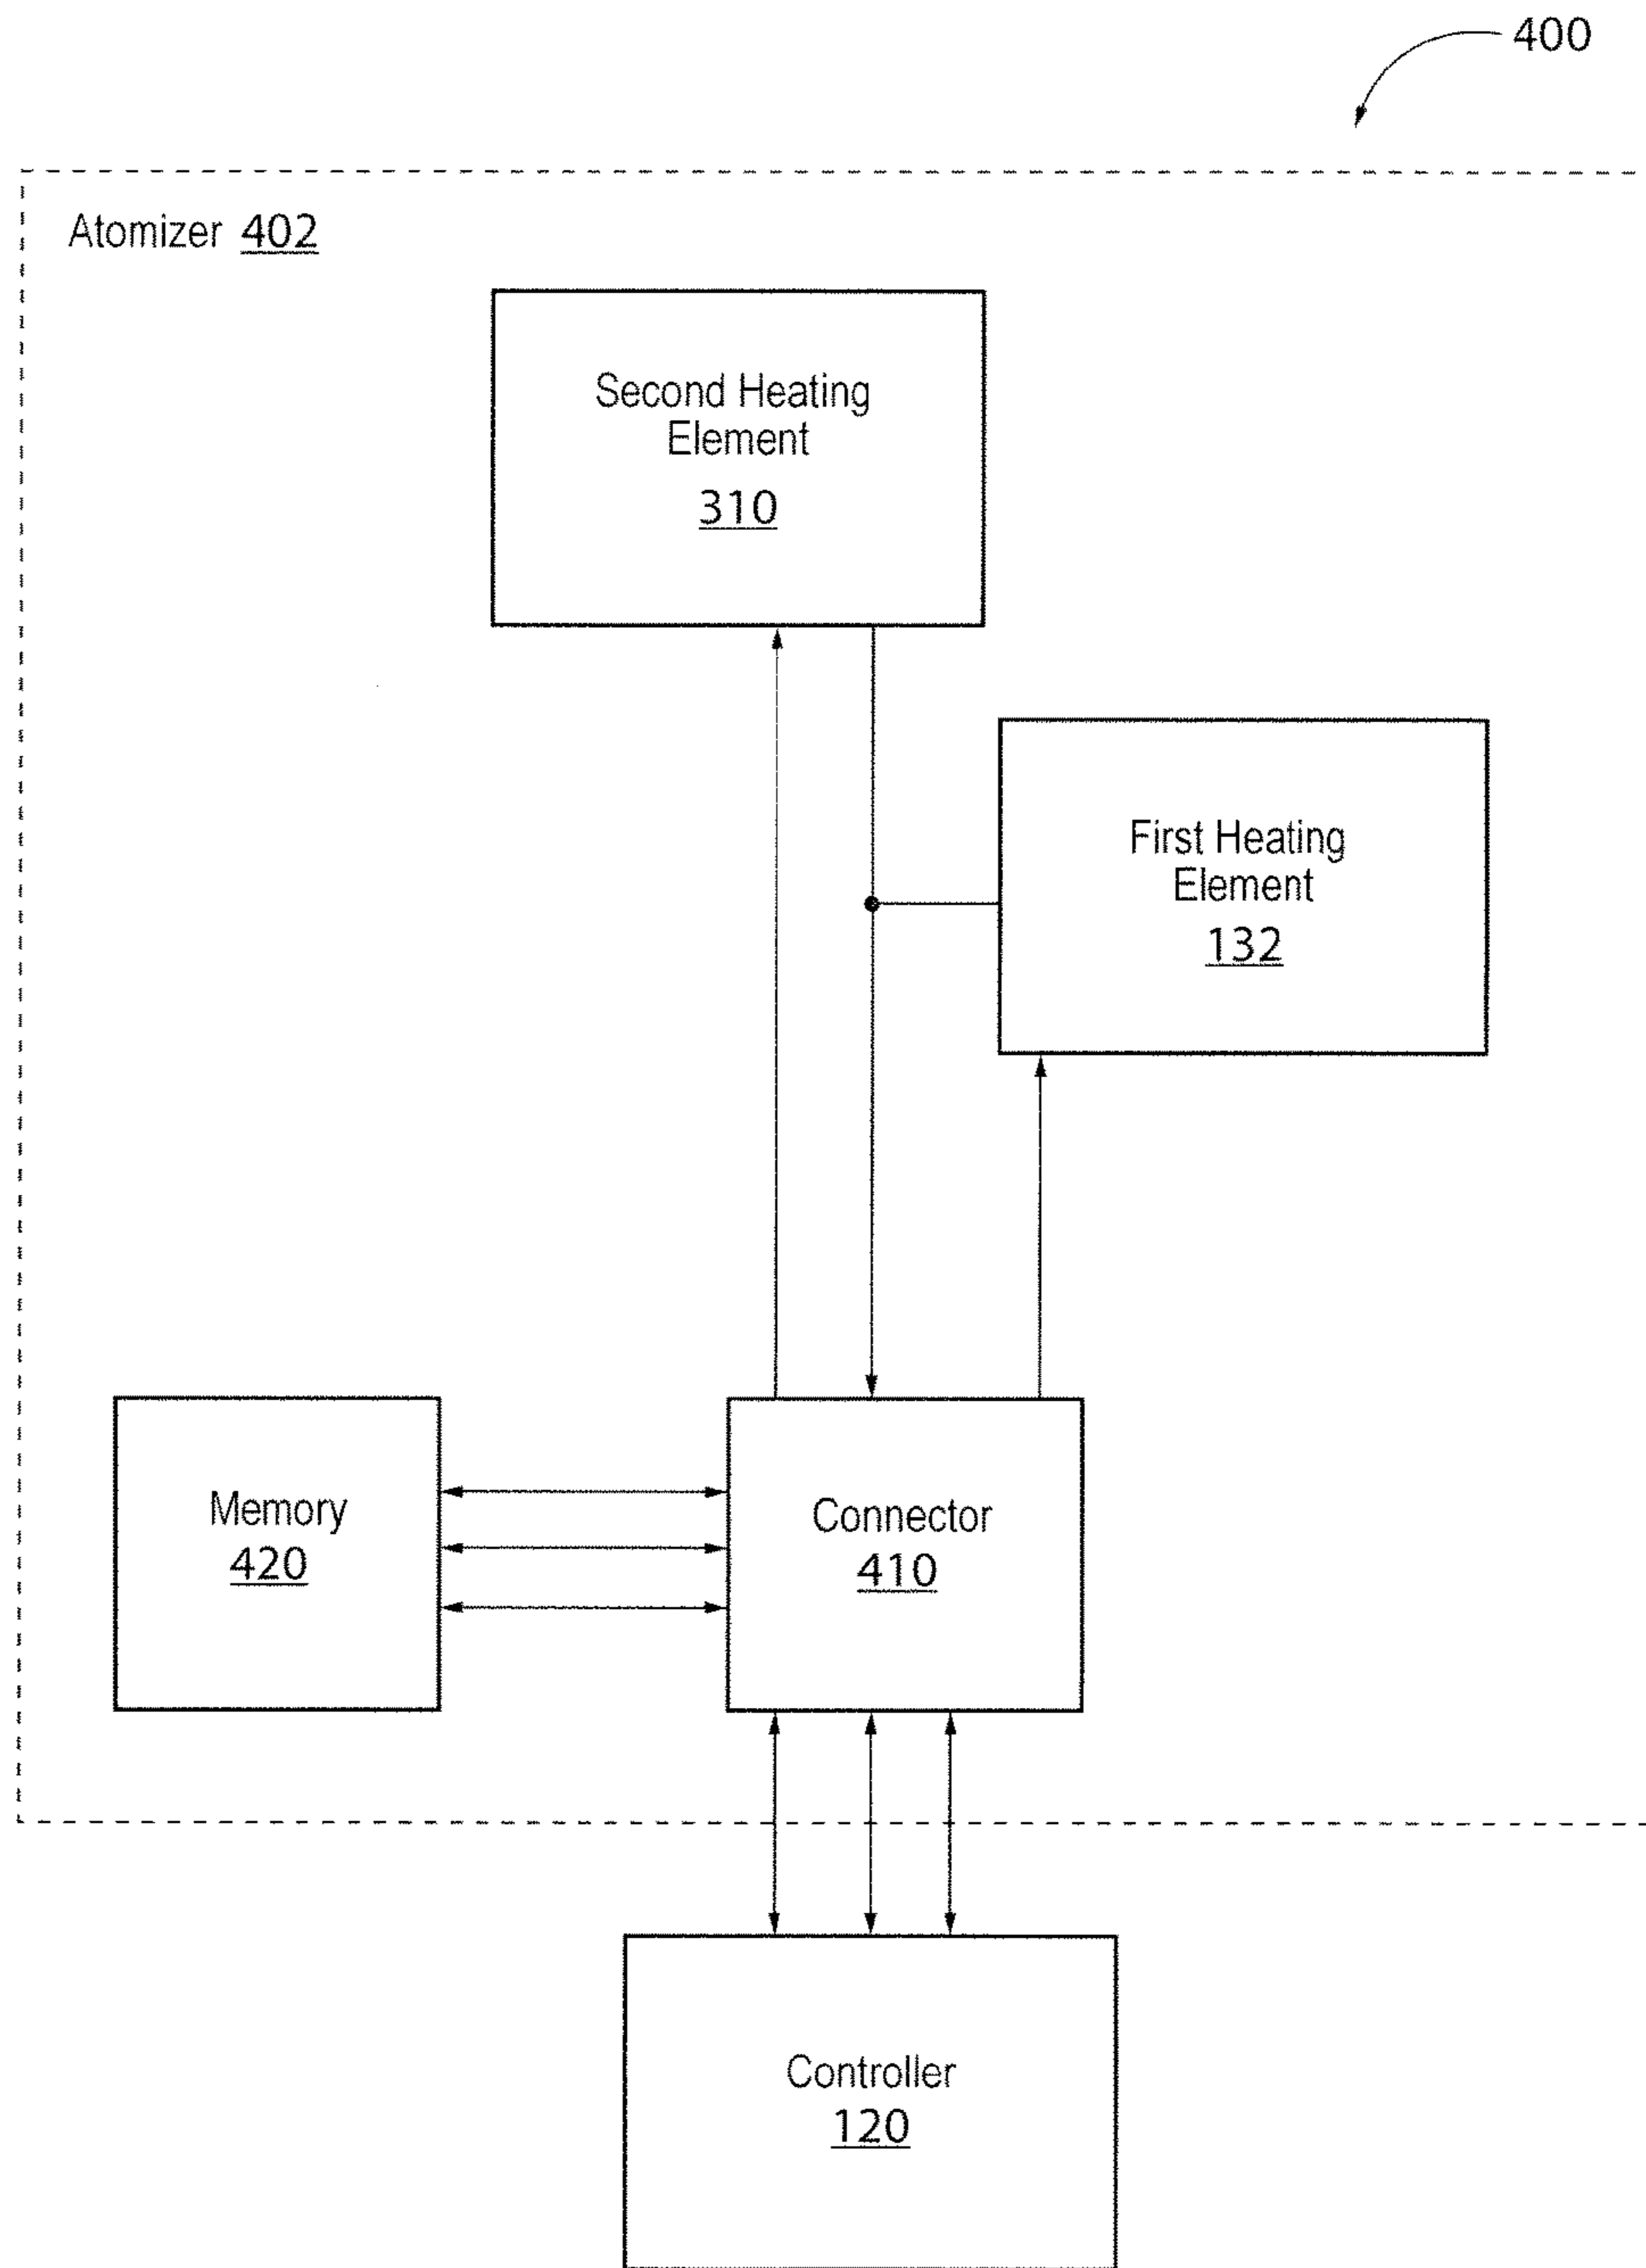 400
Atomizer 402
Second Heating
Element
310
First Heating
Element
132
Memory
420
Connector
410
Controller
120